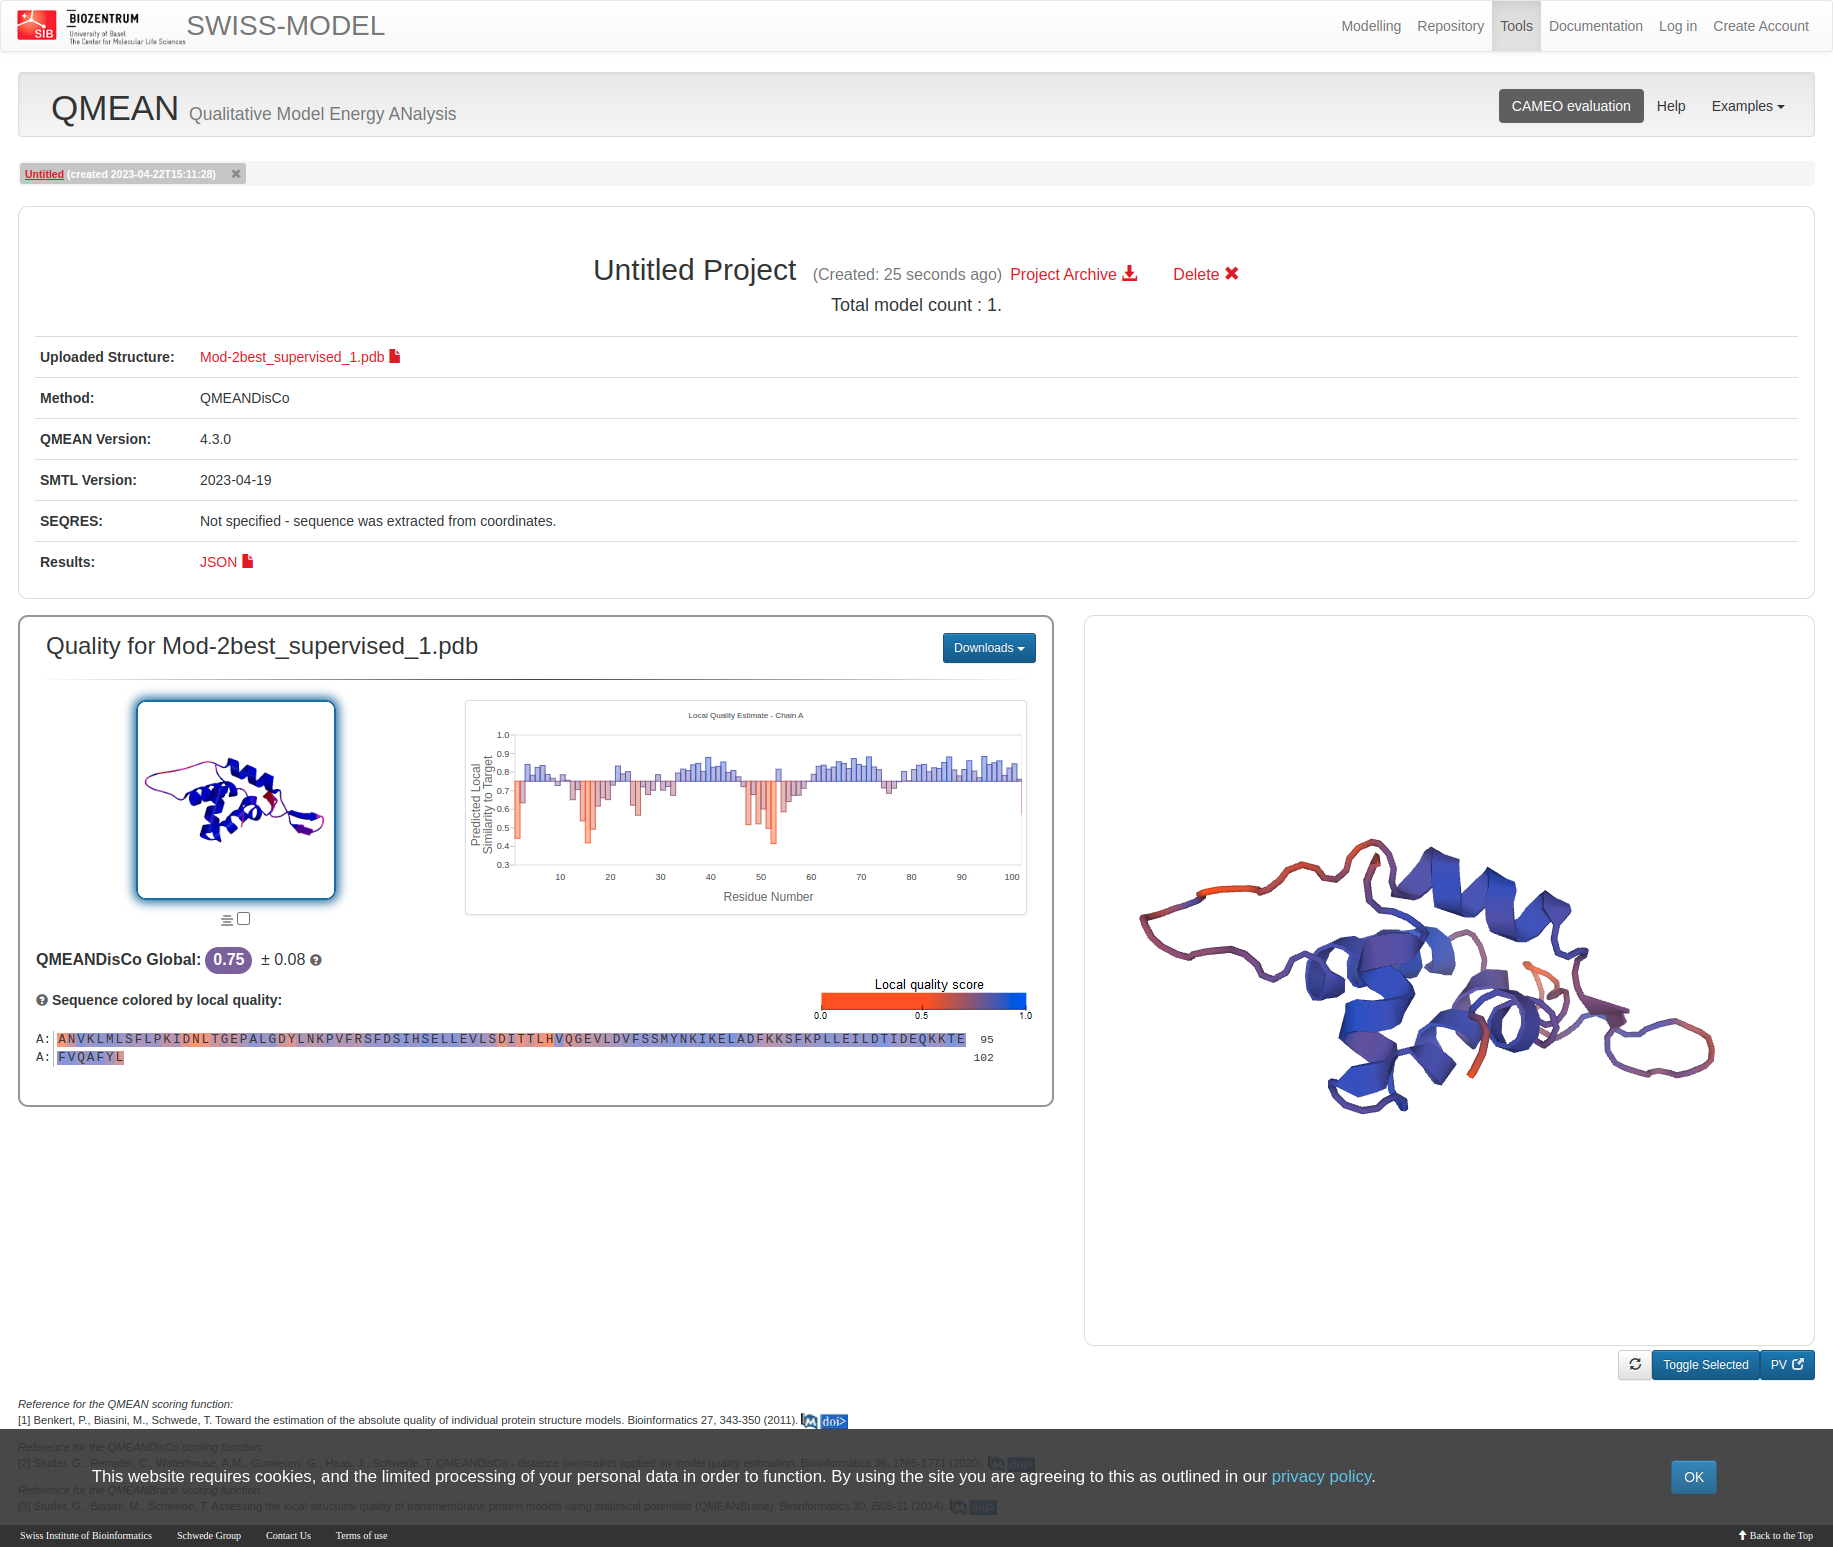 SIB
BIOZENTRUM
University of Basel
The Center for Molecular Life Sciences
SWISS-MODEL
Modelling
Repository
Tools
Documentation
Log in
Create Account
QMEAN Qualitative Model Energy ANalysis
CAMEO evaluation
Help
Examples
Untitled (created 2023-04-22T15:11:28)
Untitled Project (Created: 25 seconds ago) Project Archive Delete
Total model count : 1.
Uploaded Structure: Mod-2best_supervised_1.pdb
Method: QMEANDisCo
QMEAN Version: 4.3.0
SMTL Version: 2023-04-19
SEQRES: Not specified - sequence was extracted from coordinates.
Results: JSON
Quality for Mod-2best_supervised_1.pdb
Downloads
Local Quality Estimate - Chain A
Predicted Local
Similarity to Target
1.0
0.9
0.8
0.7
0.6
0.5
0.4
0.3
10 20 30 40 50 60 70 80 90 100
Residue Number
QMEANDisCo Global: 0.75 ± 0.08
Sequence colored by local quality:
Local quality score
0.0 0.5 1.0
A: ANVKLMLSFLPKIDNLTGEPALGDYLNKPVFRSFDSIHSELLEVLSDITTLHVQGEVLDVFSSMYNKIKELADFKKSFKPLLEILDTIDEQKKTE 95
A: FVQAFYL 102
Toggle Selected
PV
Reference for the QMEAN scoring function:
[1] Benkert, P., Biasini, M., Schwede, T. Toward the estimation of the absolute quality of individual protein structure models. Bioinformatics 27, 343-350 (2011). M doi>
Reference for the QMEANDisCo scoring function:
[2] Studer, G., Rempfer, C., Waterhouse, A.M., Gumienny, G., Haas, J., Schwede, T. QMEANDisCo - distance constraints applied on model quality estimation. Bioinformatics 36, 1765-1771 (2020). M doi>
This website requires cookies, and the limited processing of your personal data in order to function. By using the site you are agreeing to this as outlined in our privacy policy.
OK
Reference for the QMEANBrane scoring function:
[3] Studer, G., Biasini, M., Schwede, T. Assessing the local structural quality of transmembrane protein models using statistical potentials (QMEANBrane). Bioinformatics 30, i505-11 (2014). M doi>
Swiss Institute of Bioinformatics
Schwede Group
Contact Us
Terms of use
Back to the Top